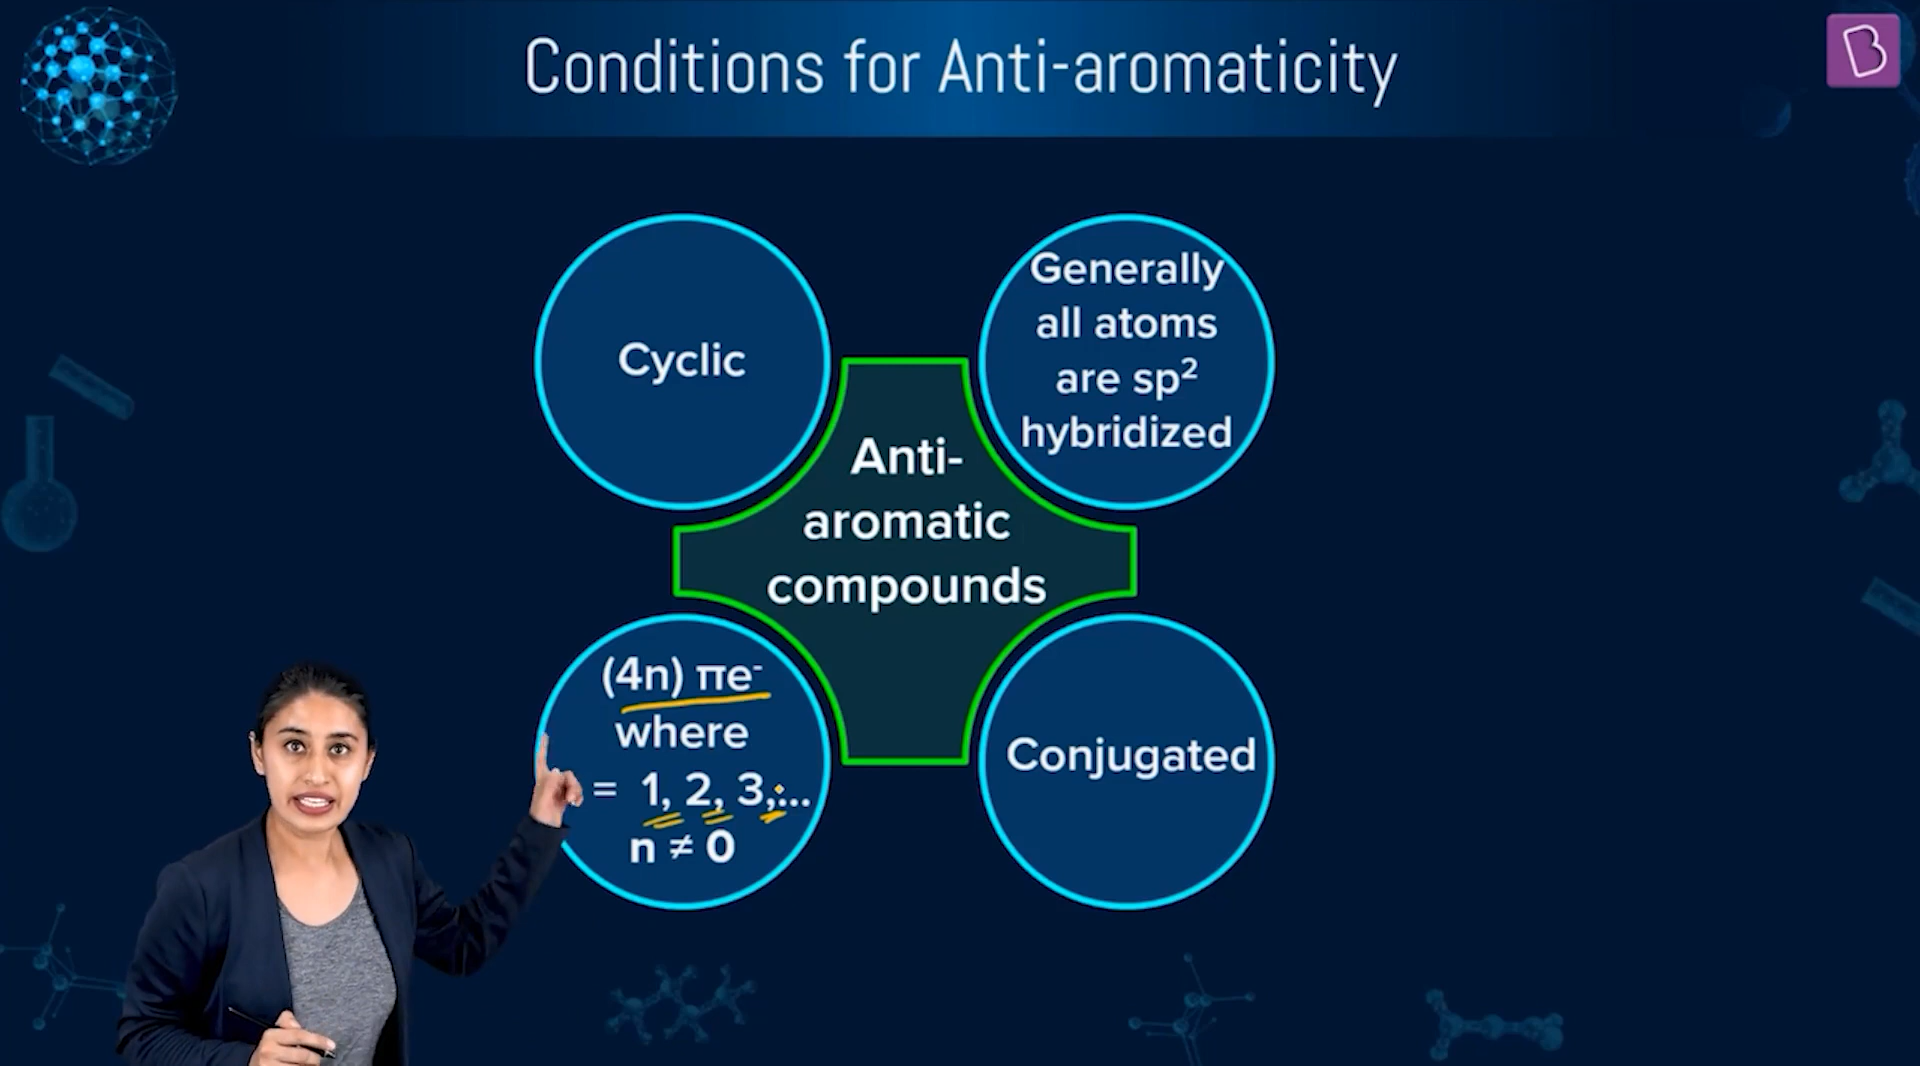 Conditions for Anti-aromaticity
Cyclic
Generally
all atoms
are sp²
hybridized
Anti-
aromatic
compounds
(4n) πe⁻
where
= 1, 2, 3,...
n ≠ 0
Conjugated